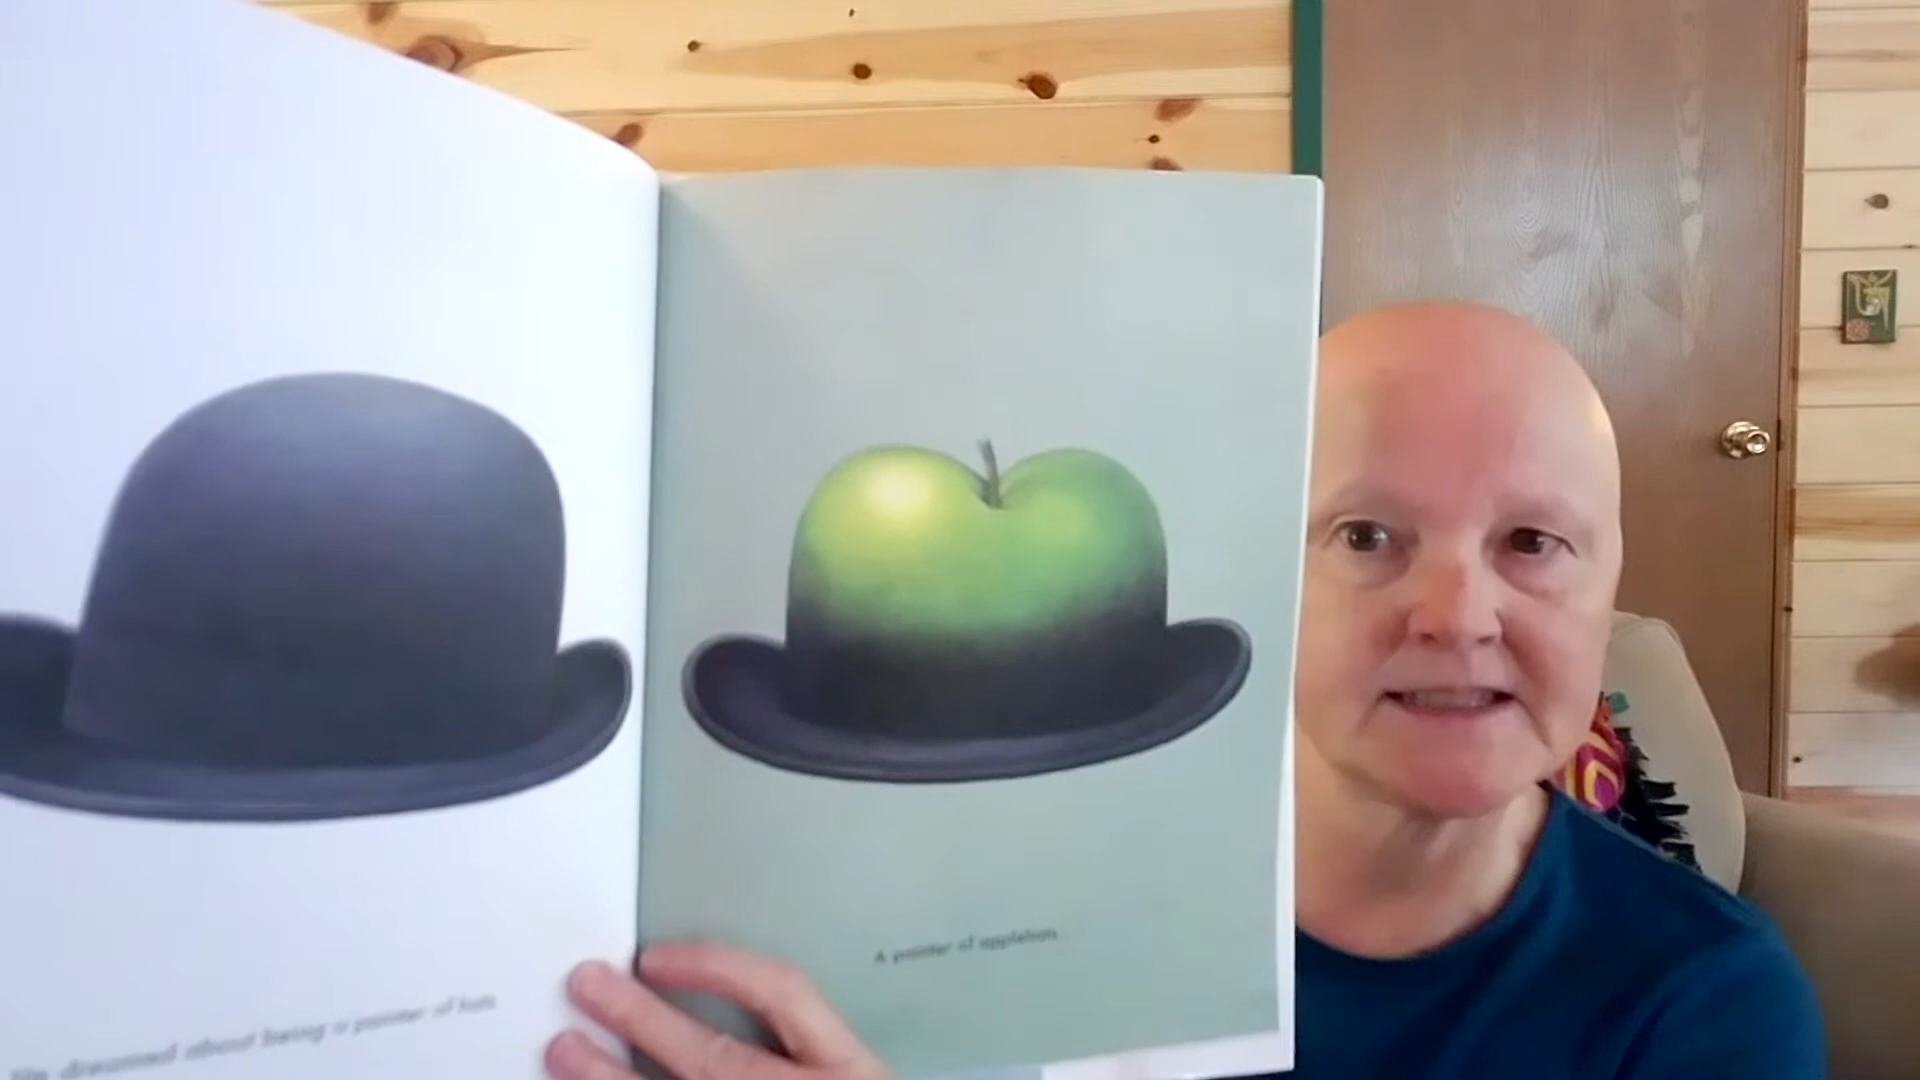 He dreamed about being a painter of hats
A painter of applehats.